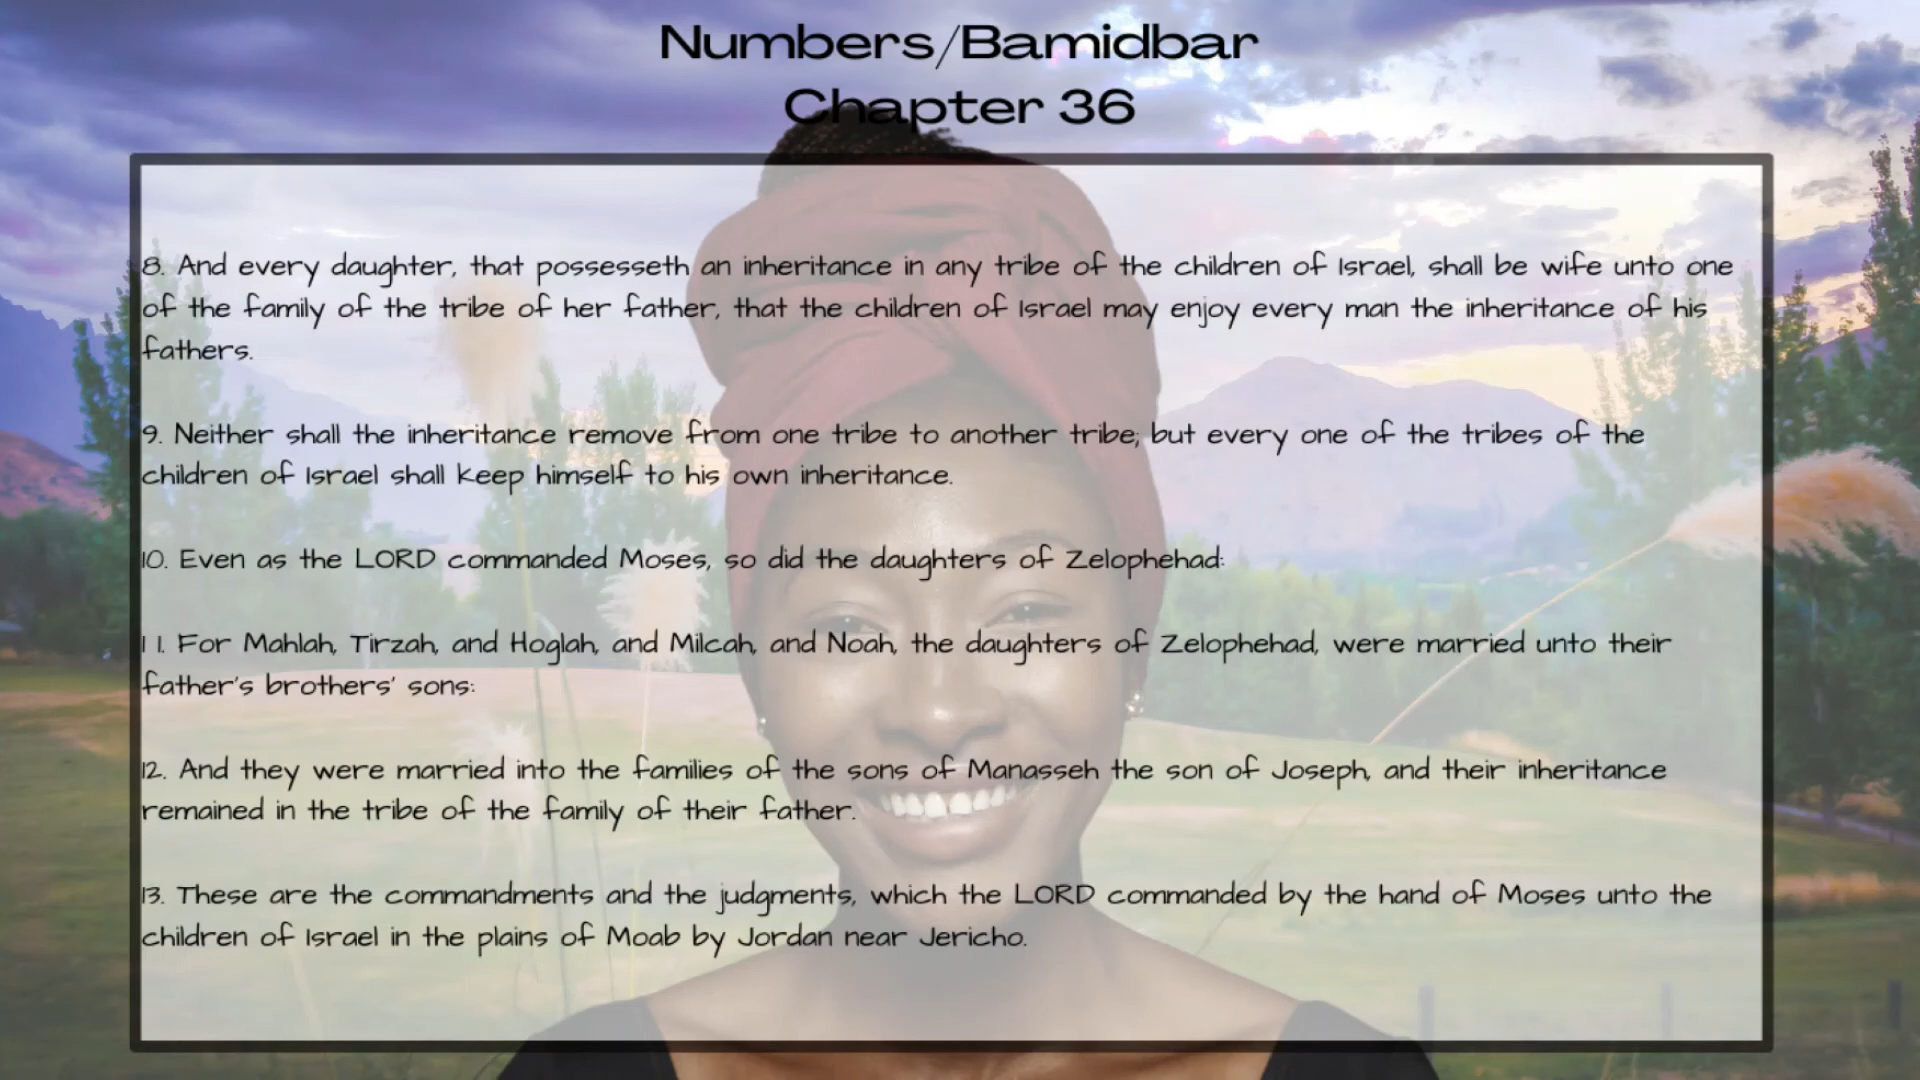 Numbers/Bamidbar
Chapter 36
8. And every daughter, that possesseth an inheritance in any tribe of the children of Israel, shall be wife unto one
of the family of the tribe of her father, that the children of Israel may enjoy every man the inheritance of his
fathers.
9. Neither shall the inheritance remove from one tribe to another tribe; but every one of the tribes of the
children of Israel shall keep himself to his own inheritance.
10. Even as the LORD commanded Moses, so did the daughters of Zelophehad:
11. For Mahlah, Tirzah, and Hoglah, and Milcah, and Noah, the daughters of Zelophehad, were married unto their
father's brothers' sons:
12. And they were married into the families of the sons of Manasseh the son of Joseph, and their inheritance
remained in the tribe of the family of their father.
13. These are the commandments and the judgments, which the LORD commanded by the hand of Moses unto the
children of Israel in the plains of Moab by Jordan near Jericho.